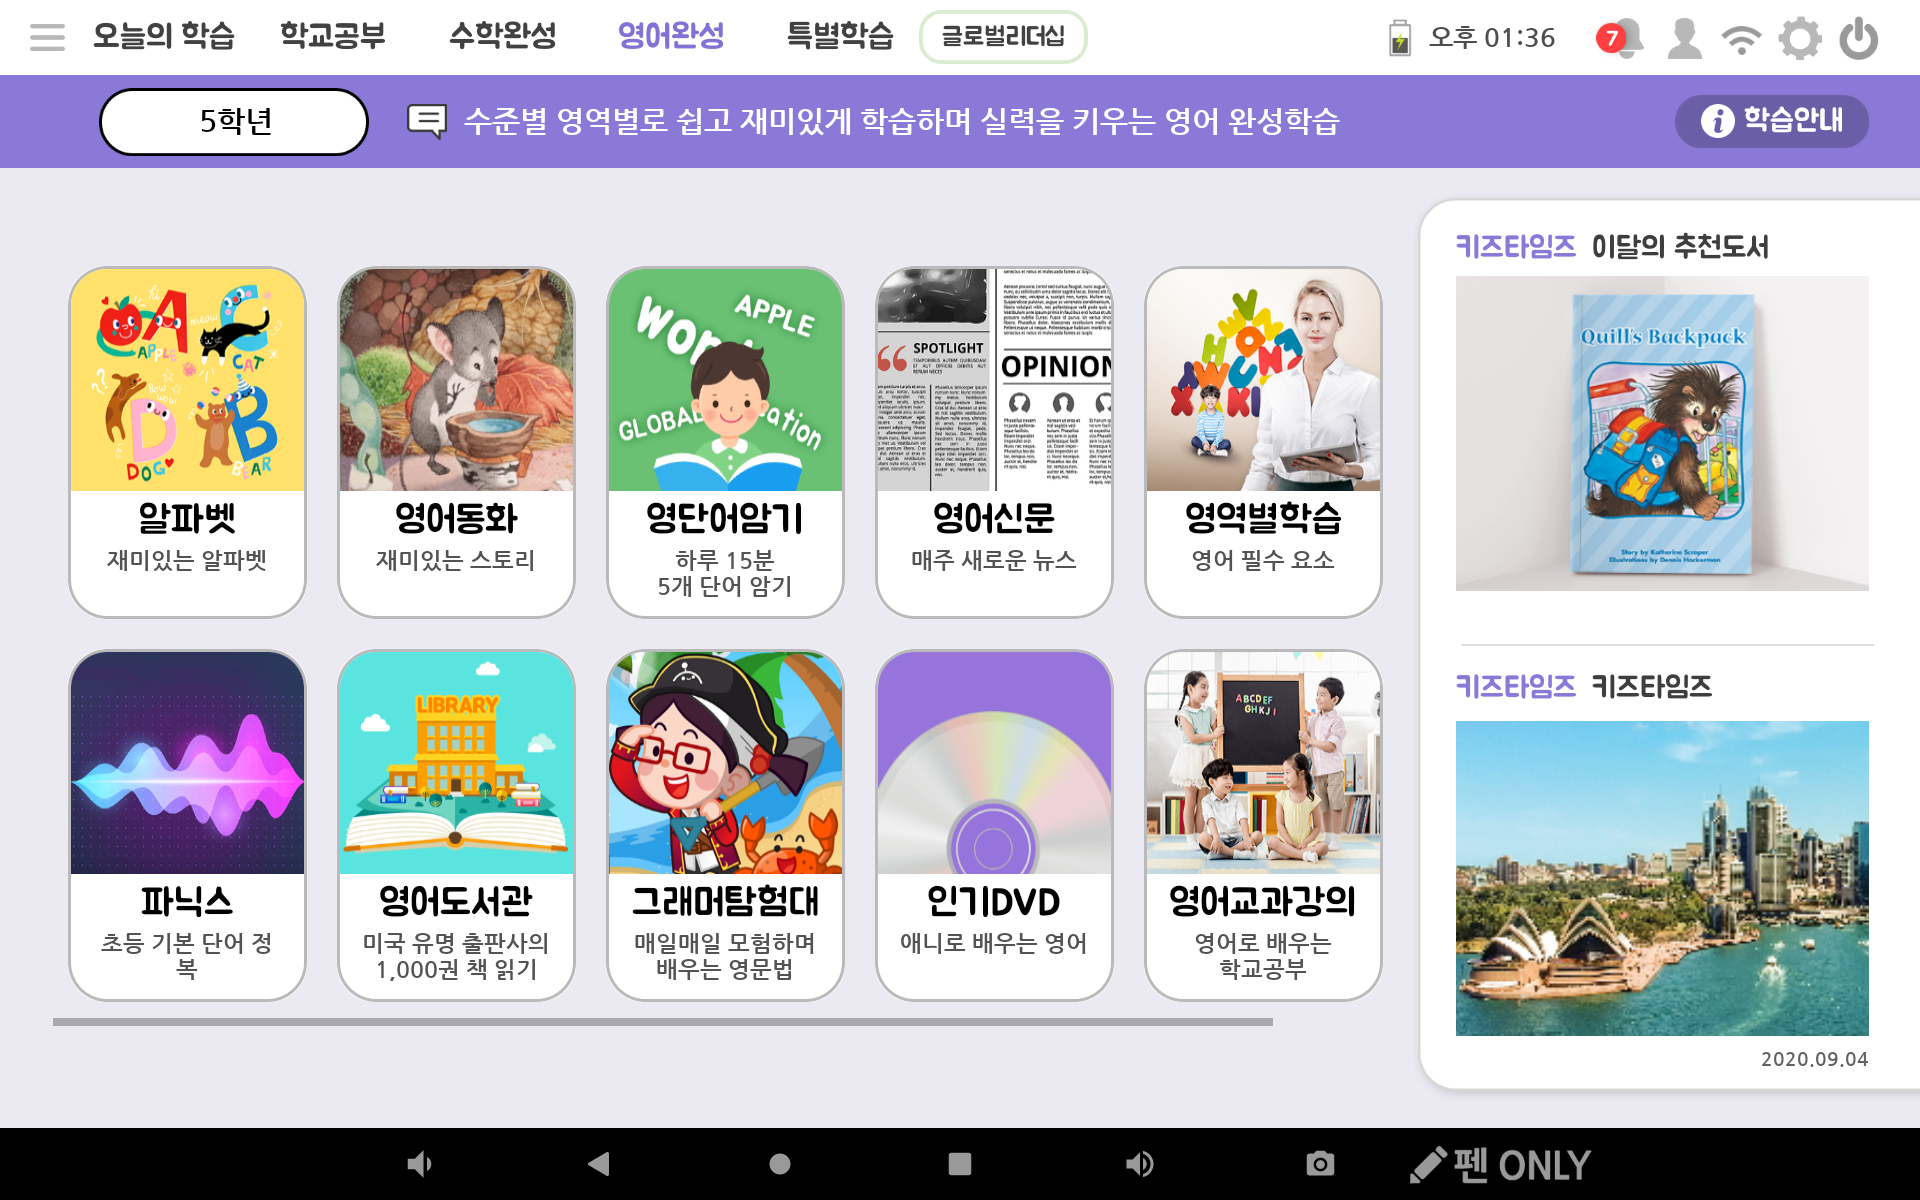 오늘의 학습 학교공부 수학완성 영어완성 특별학습 글로벌리더십 오후 01:36 7
5학년 수준별 영역별로 쉽고 재미있게 학습하며 실력을 키우는 영어 완성학습 학습안내
APPLE
meow
CAT
Bow wow
DOG
BEAR
알파벳
재미있는 알파벳
영어동화
재미있는 스토리
APPLE
GLOBAL
영단어암기
하루 15분
5개 단어 암기
SPOTLIGHT
OPINION
영어신문
매주 새로운 뉴스
영역별학습
영어 필수 요소
파닉스
초등 기본 단어 정
복
LIBRARY
영어도서관
미국 유명 출판사의
1,000권 책 읽기
그래머탐험대
매일매일 모험하며
배우는 영문법
인기DVD
애니로 배우는 영어
ABCDEF
GHKJI
영어교과강의
영어로 배우는
학교공부
키즈타임즈 이달의 추천도서
Quill's Backpack
Story by Katherine Scraper
Illustrations by Dennis Hockerman
키즈타임즈 키즈타임즈
2020.09.04
펜 ONLY